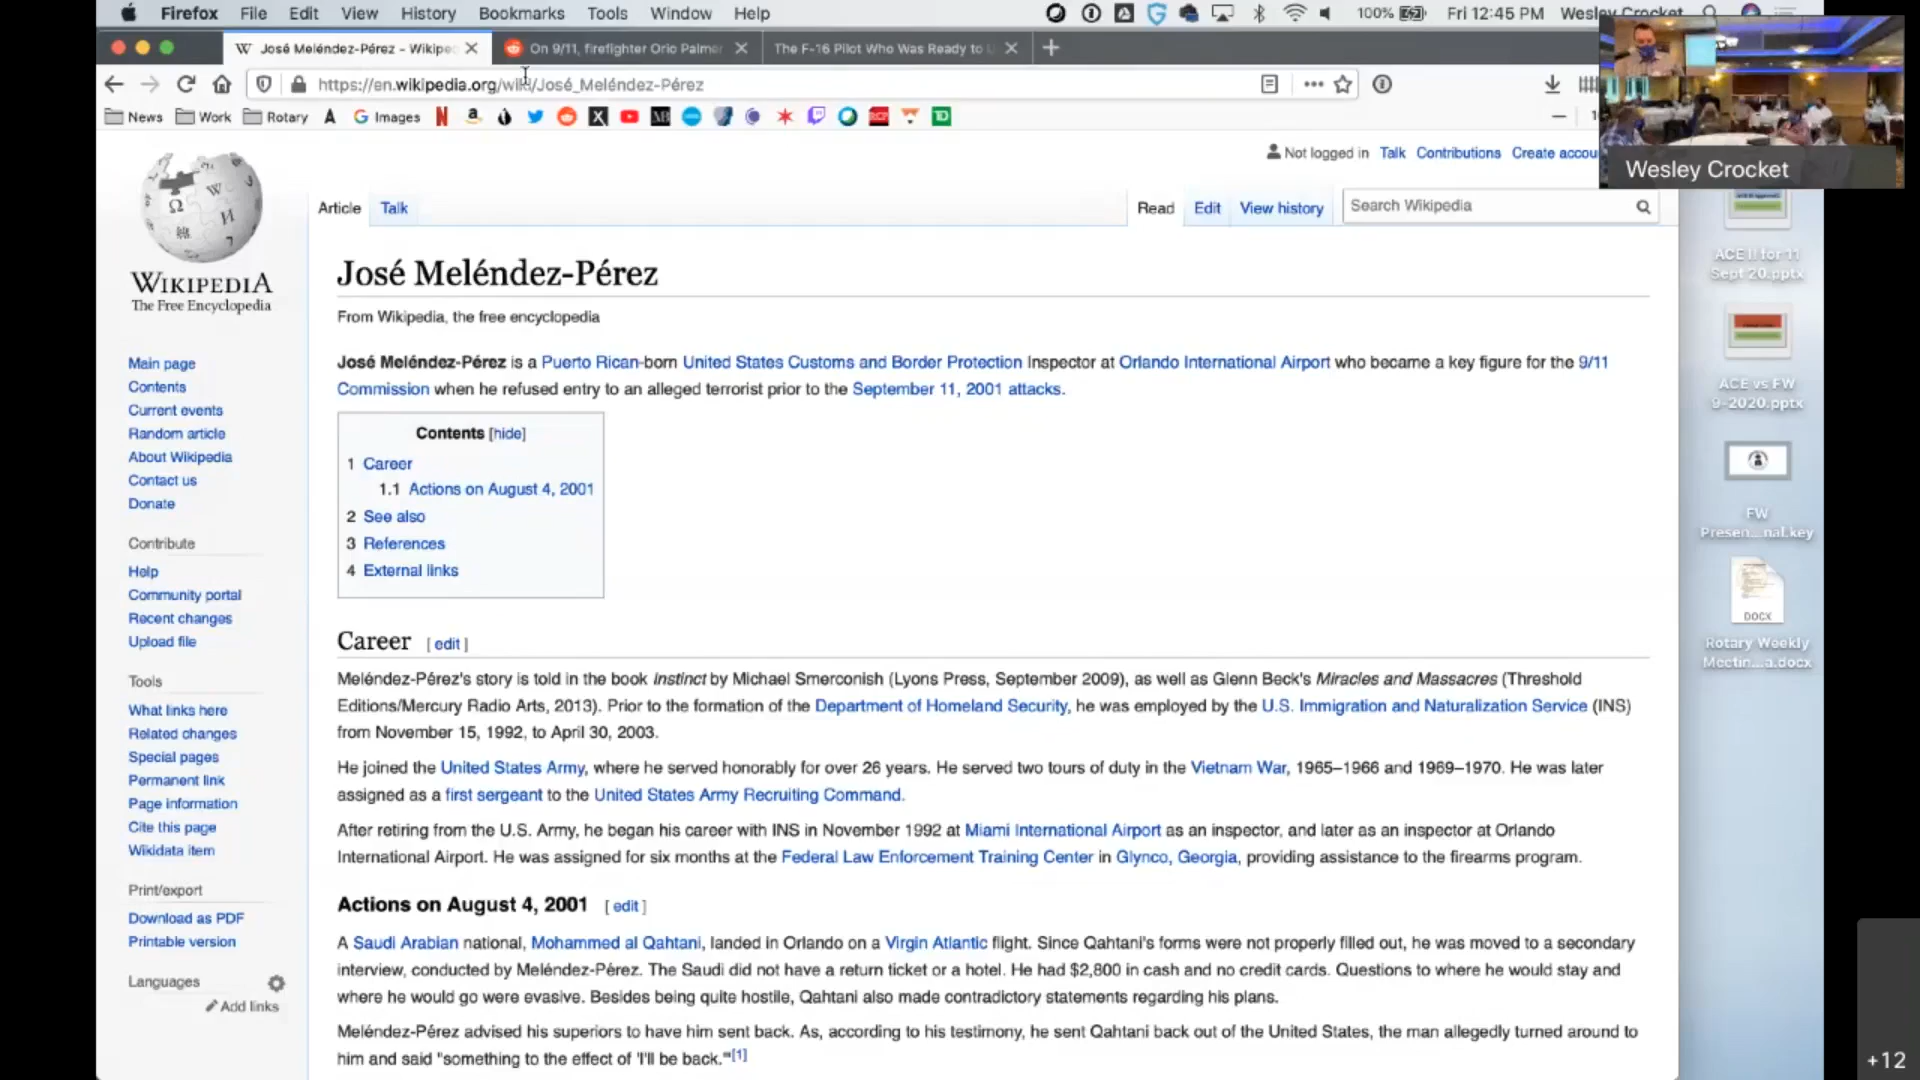 Firefox File Edit View History Bookmarks Tools Window Help 100% Fri 12:45 PM Wesley Crocket
José Meléndez-Pérez - Wikipe On 9/11, firefighter Orio Palmer The F-16 Pilot Who Was Ready to
https://en.wikipedia.org/wiki/José_Meléndez-Pérez
News Work Rotary Images
Wesley Crocket
Not logged in Talk Contributions Create accou
Article Talk Read Edit View history Search Wikipedia
WIKIPEDIA
The Free Encyclopedia
Main page
Contents
Current events
Random article
About Wikipedia
Contact us
Donate
Contribute
Help
Community portal
Recent changes
Upload file
Tools
What links here
Related changes
Special pages
Permanent link
Page information
Cite this page
Wikidata item
Print/export
Download as PDF
Printable version
Languages
Add links
José Meléndez-Pérez
From Wikipedia, the free encyclopedia
José Meléndez-Pérez is a Puerto Rican-born United States Customs and Border Protection Inspector at Orlando International Airport who became a key figure for the 9/11
Commission when he refused entry to an alleged terrorist prior to the September 11, 2001 attacks.
Contents [hide]
1 Career
1.1 Actions on August 4, 2001
2 See also
3 References
4 External links
Career [ edit ]
Meléndez-Pérez's story is told in the book Instinct by Michael Smerconish (Lyons Press, September 2009), as well as Glenn Beck's Miracles and Massacres (Threshold
Editions/Mercury Radio Arts, 2013). Prior to the formation of the Department of Homeland Security, he was employed by the U.S. Immigration and Naturalization Service (INS)
from November 15, 1992, to April 30, 2003.
He joined the United States Army, where he served honorably for over 26 years. He served two tours of duty in the Vietnam War, 1965–1966 and 1969–1970. He was later
assigned as a first sergeant to the United States Army Recruiting Command.
After retiring from the U.S. Army, he began his career with INS in November 1992 at Miami International Airport as an inspector, and later as an inspector at Orlando
International Airport. He was assigned for six months at the Federal Law Enforcement Training Center in Glynco, Georgia, providing assistance to the firearms program.
Actions on August 4, 2001 [ edit ]
A Saudi Arabian national, Mohammed al Qahtani, landed in Orlando on a Virgin Atlantic flight. Since Qahtani's forms were not properly filled out, he was moved to a secondary
interview, conducted by Meléndez-Pérez. The Saudi did not have a return ticket or a hotel. He had $2,800 in cash and no credit cards. Questions to where he would stay and
where he would go were evasive. Besides being quite hostile, Qahtani also made contradictory statements regarding his plans.
Meléndez-Pérez advised his superiors to have him sent back. As, according to his testimony, he sent Qahtani back out of the United States, the man allegedly turned around to
him and said "something to the effect of 'I'll be back.'"[1]
ACE II for 11
Sept 20.pptx
ACE vs FW
9-2020.pptx
FW
Presen...nal.key
DOCX
Rotary Weekly
Meetin...a.docx
+12